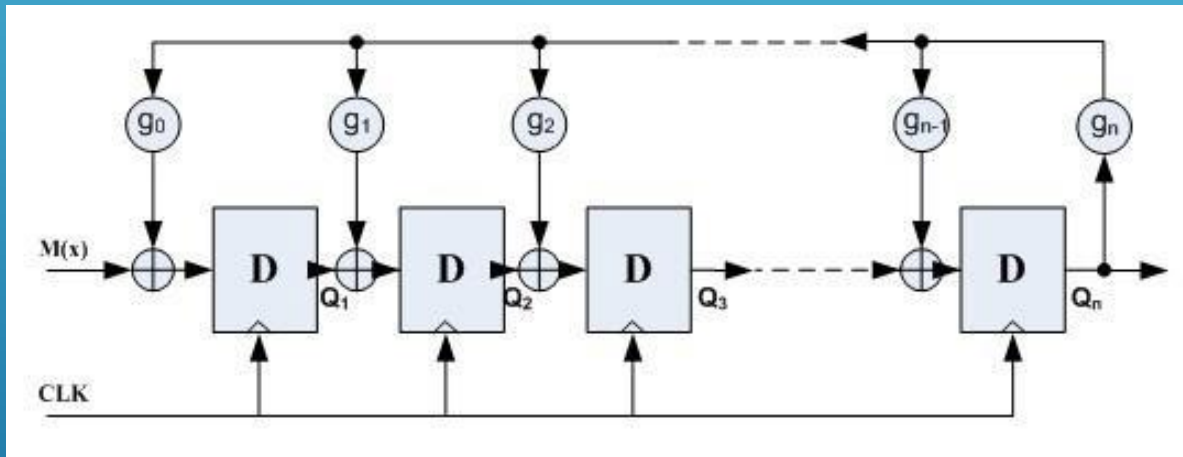 g₀ g₁ g₂ gₙ₋₁ gₙ
M(x) D D D D
Q₁ Q₂ Q₃ Qₙ
CLK